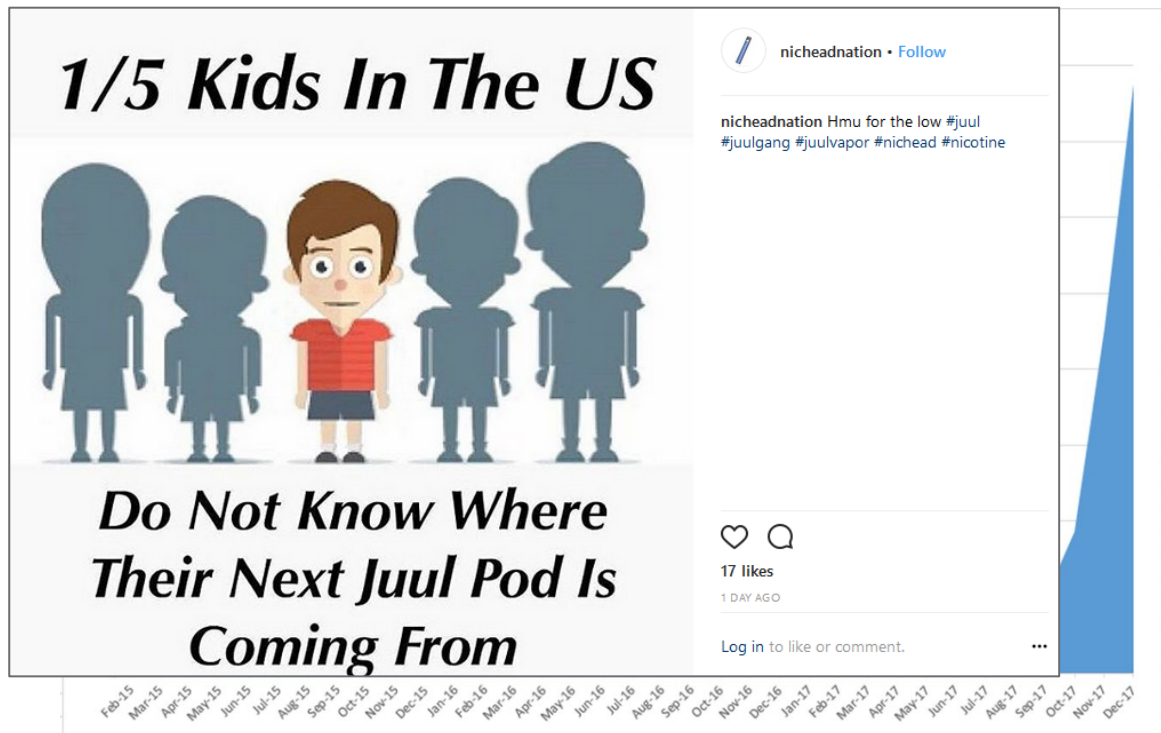 1/5 Kids In The US
Do Not Know Where
Their Next Juul Pod Is
Coming From
nicheadnation • Follow
nicheadnation Hmu for the low #juul
#juulgang #juulvapor #nichead #nicotine
17 likes
1 DAY AGO
Log in to like or comment.
Feb-15
Mar-15
Apr-15
May-15
Jun-15
Jul-15
Aug-15
Sep-15
Oct-15
Nov-15
Dec-15
Jan-16
Feb-16
Mar-16
Apr-16
May-16
Jun-16
Jul-16
Aug-16
Sep-16
Oct-16
Nov-16
Dec-16
Jan-17
Feb-17
Mar-17
Apr-17
May-17
Jun-17
Jul-17
Aug-17
Sep-17
Oct-17
Nov-17
Dec-17